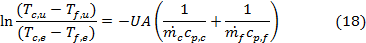 ln (T_{c,u} − T_{f,u}) / (T_{c,e} − T_{f,e}) = −UA ( 1 / (ṁ_c c_{p,c}) + 1 / (ṁ_f c_{p,f}) ) (18)